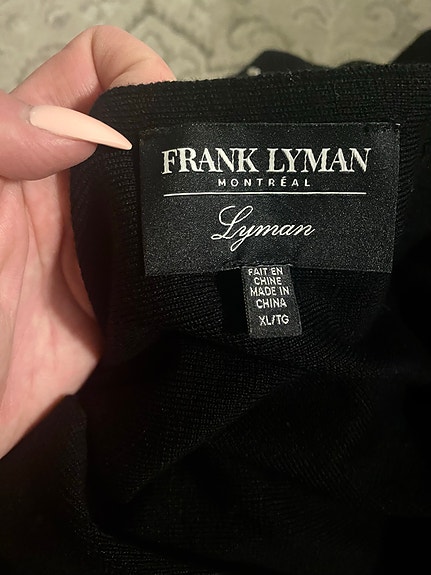 FRANK LYMAN
MONTRÉAL
Lyman
FAIT EN
CHINE
MADE IN
CHINA
XL/TG